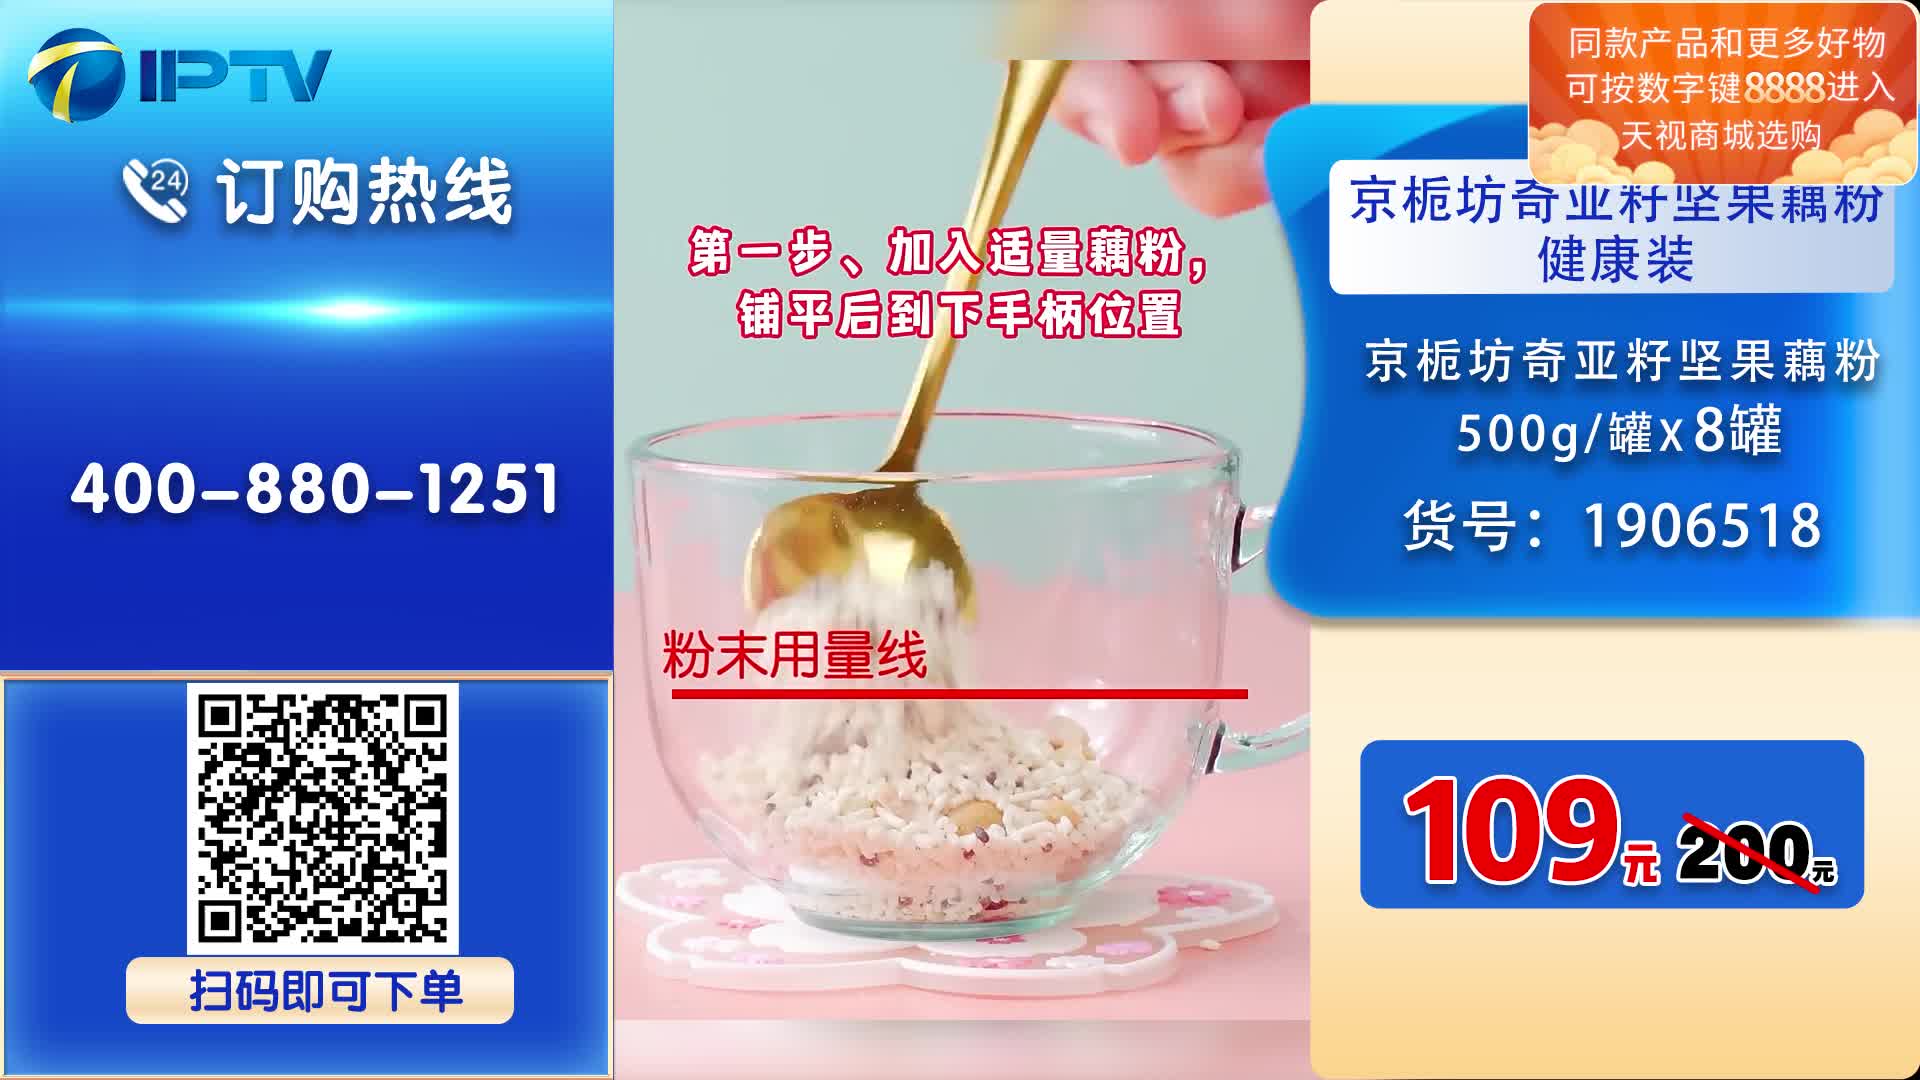 IPTV
24
订购热线
400-880-1251
扫码即可下单
第一步、加入适量藕粉，
铺平后到下手柄位置
粉末用量线
同款产品和更多好物
可按数字键8888进入
天视商城选购
京栀坊奇亚籽坚果藕粉
健康装
京栀坊奇亚籽坚果藕粉
500g/罐x8罐
货号：1906518
109元 200元